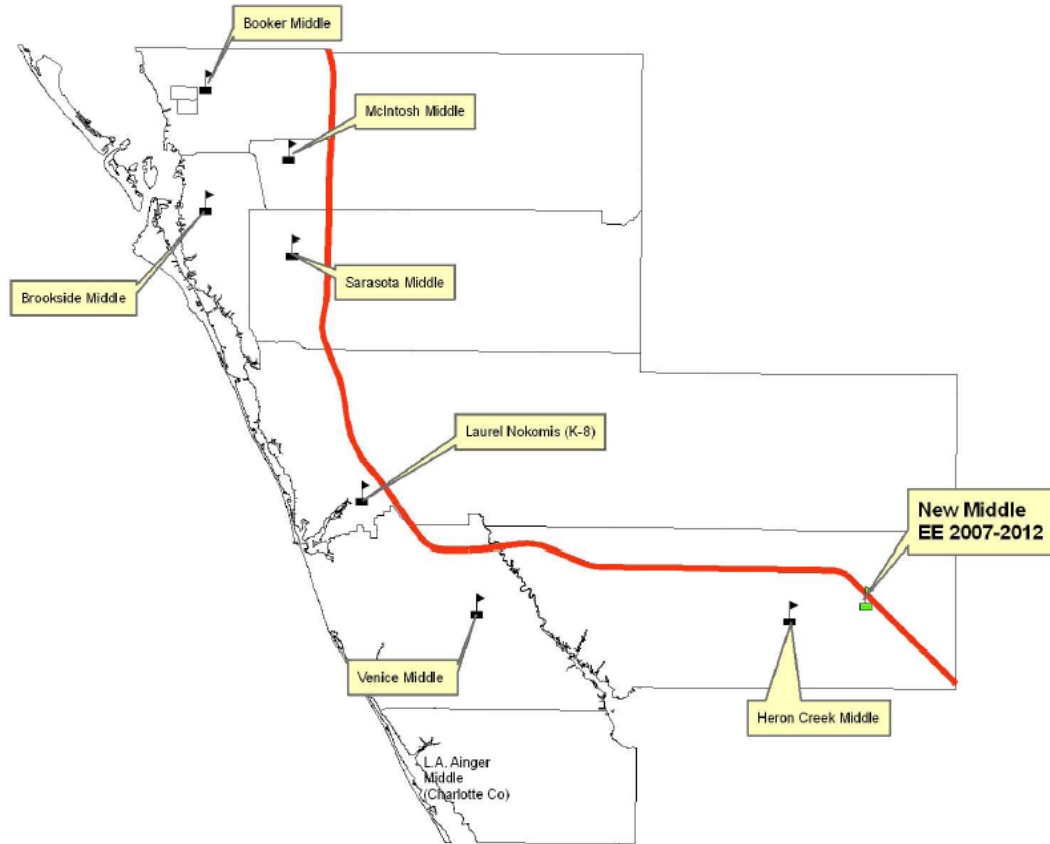 Booker Middle
McIntosh Middle
Brookside Middle
Sarasota Middle
Laurel Nokomis (K-8)
New Middle
EE 2007-2012
Venice Middle
Heron Creek Middle
L.A. Ainger
Middle
(Charlotte Co)